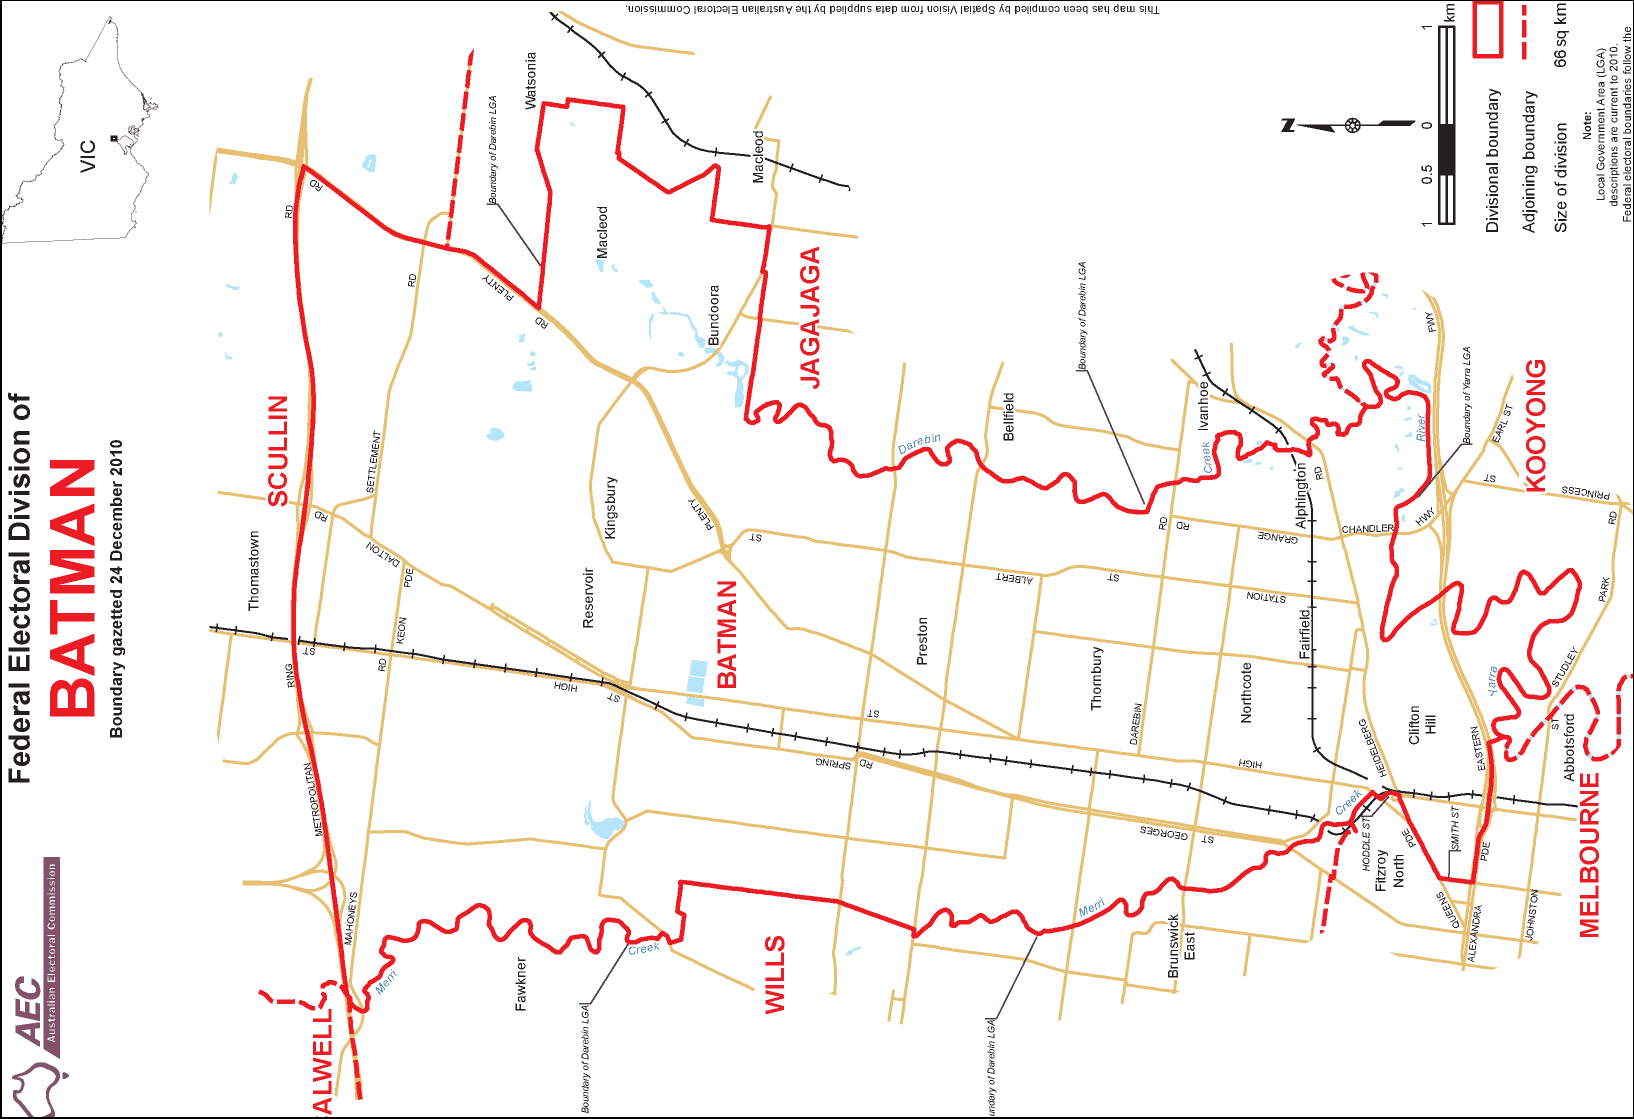 Federal Electoral Division of
BATMAN
Boundary gazetted 24 December 2010
AEC
Australian Electoral Commission
VIC
This map has been compiled by Spatial Vision from data supplied by the Australian Electoral Commission.
N
1 0.5 0 1
km
Divisional boundary
Adjoining boundary
Size of division 66 sq km
Note:
Local Government Area (LGA)
descriptions are current to 2010.
Federal electoral boundaries follow the
SCULLIN
JAGAJAGA
KOOYONG
MELBOURNE
WILLS
ALWELL
BATMAN
Thomastown
Watsonia
Macleod
Macleod
Bundoora
Kingsbury
Reservoir
Fawkner
Preston
Bellfield
Ivanhoe
Alphington
Fairfield
Thornbury
Northcote
Clifton
Hill
Fitzroy
North
Abbotsford
Brunswick
East
Boundary of Darebin LGA
Boundary of Darebin LGA
Boundary of Yarra LGA
Boundary of Darebin LGA
undary of Darebin LGA
Merri
Creek
Merri
Creek
Darebin
Creek
Yarra
River
METROPOLITAN
RING
RD
MAHONEYS
RD
KEON
PDE
DALTON
RD
SETTLEMENT
RD
PLENTY
RD
RD
PLENTY
HIGH
ST
ST
ST
SPRING
RD
ST
ALBERT
ST
STATION
GRANGE
RD
DAREBIN
RD
HIGH
GEORGES
ST
HEIDELBERG
RD
CHANDLER
HWY
FWY
EASTERN
EARL ST
PRINCESS
ST
RD
PARK
STUDLEY
ST
JOHNSTON
ALEXANDRA
PDE
QUEENS
PDE
SMITH ST
HODDLE ST